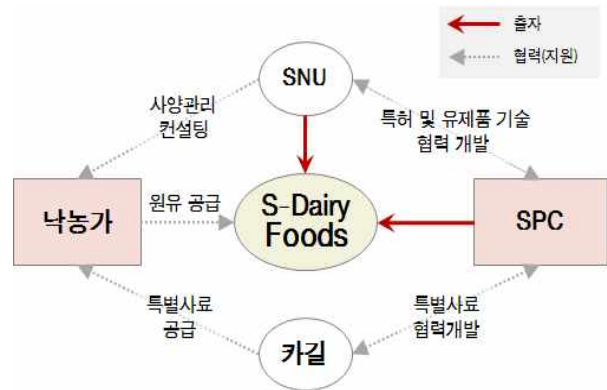 출자
협력(지원)
SNU
사양관리
컨설팅
특허 및 유제품 기술
협력 개발
낙농가
원유 공급
S-Dairy
Foods
SPC
특별사료
공급
특별사료
협력개발
카길